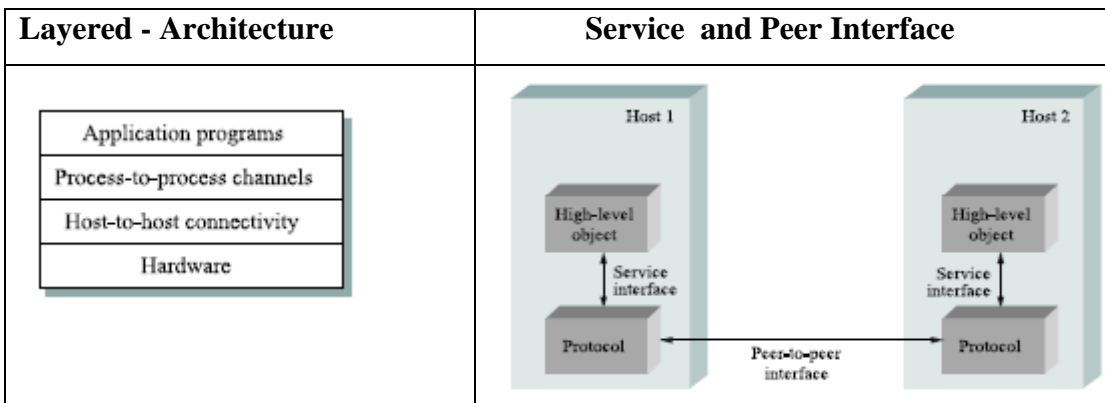 Layered - Architecture
Service and Peer Interface
Application programs
Process-to-process channels
Host-to-host connectivity
Hardware
Host 1
High-level
object
Service
interface
Protocol
Peer-to-peer
interface
Host 2
High-level
object
Service
interface
Protocol